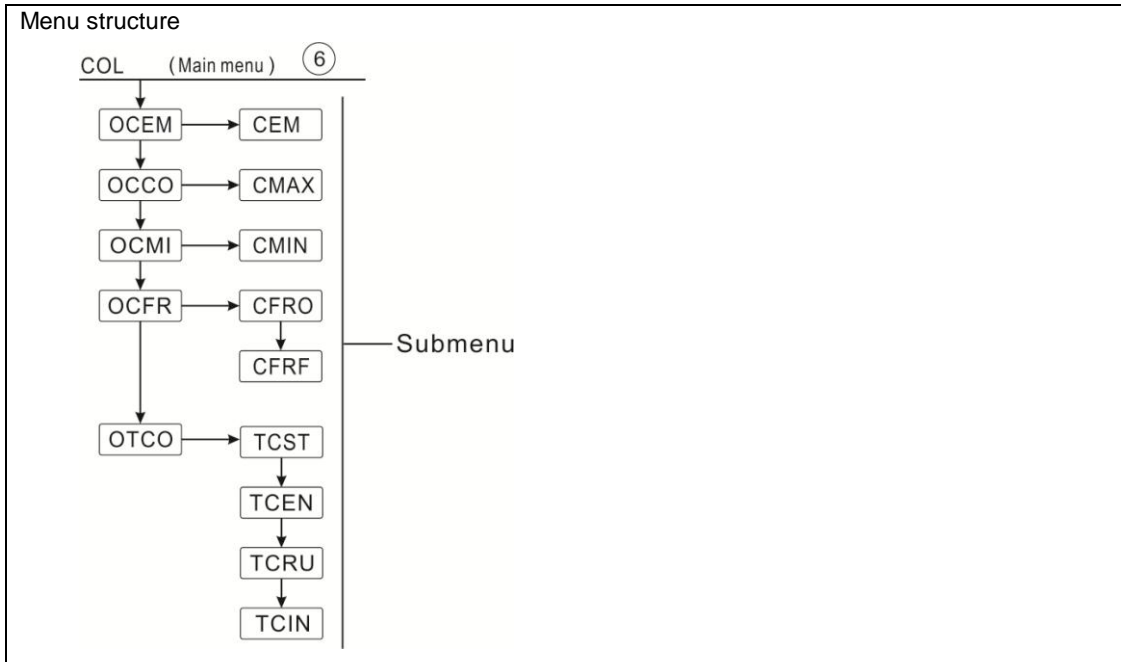 Menu structure
COL (Main menu) 6
OCEM CEM
OCCO CMAX
OCMI CMIN
OCFR CFRO
Submenu
CFRF
OTCO TCST
TCEN
TCRU
TCIN